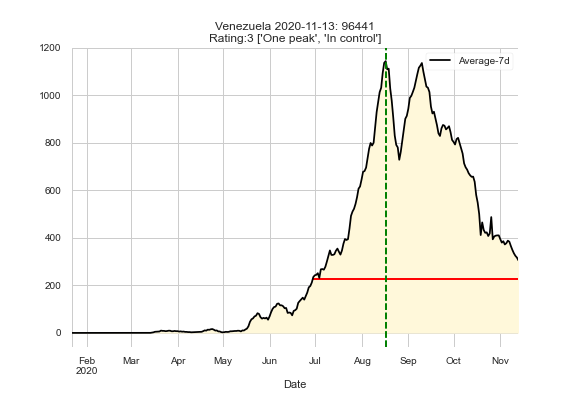 Venezuela 2020-11-13: 96441
Rating:3 ['One peak', 'In control']
Average-7d
1200
1000
800
600
400
200
0
Feb Mar Apr May Jun Jul Aug Sep Oct Nov
2020
Date